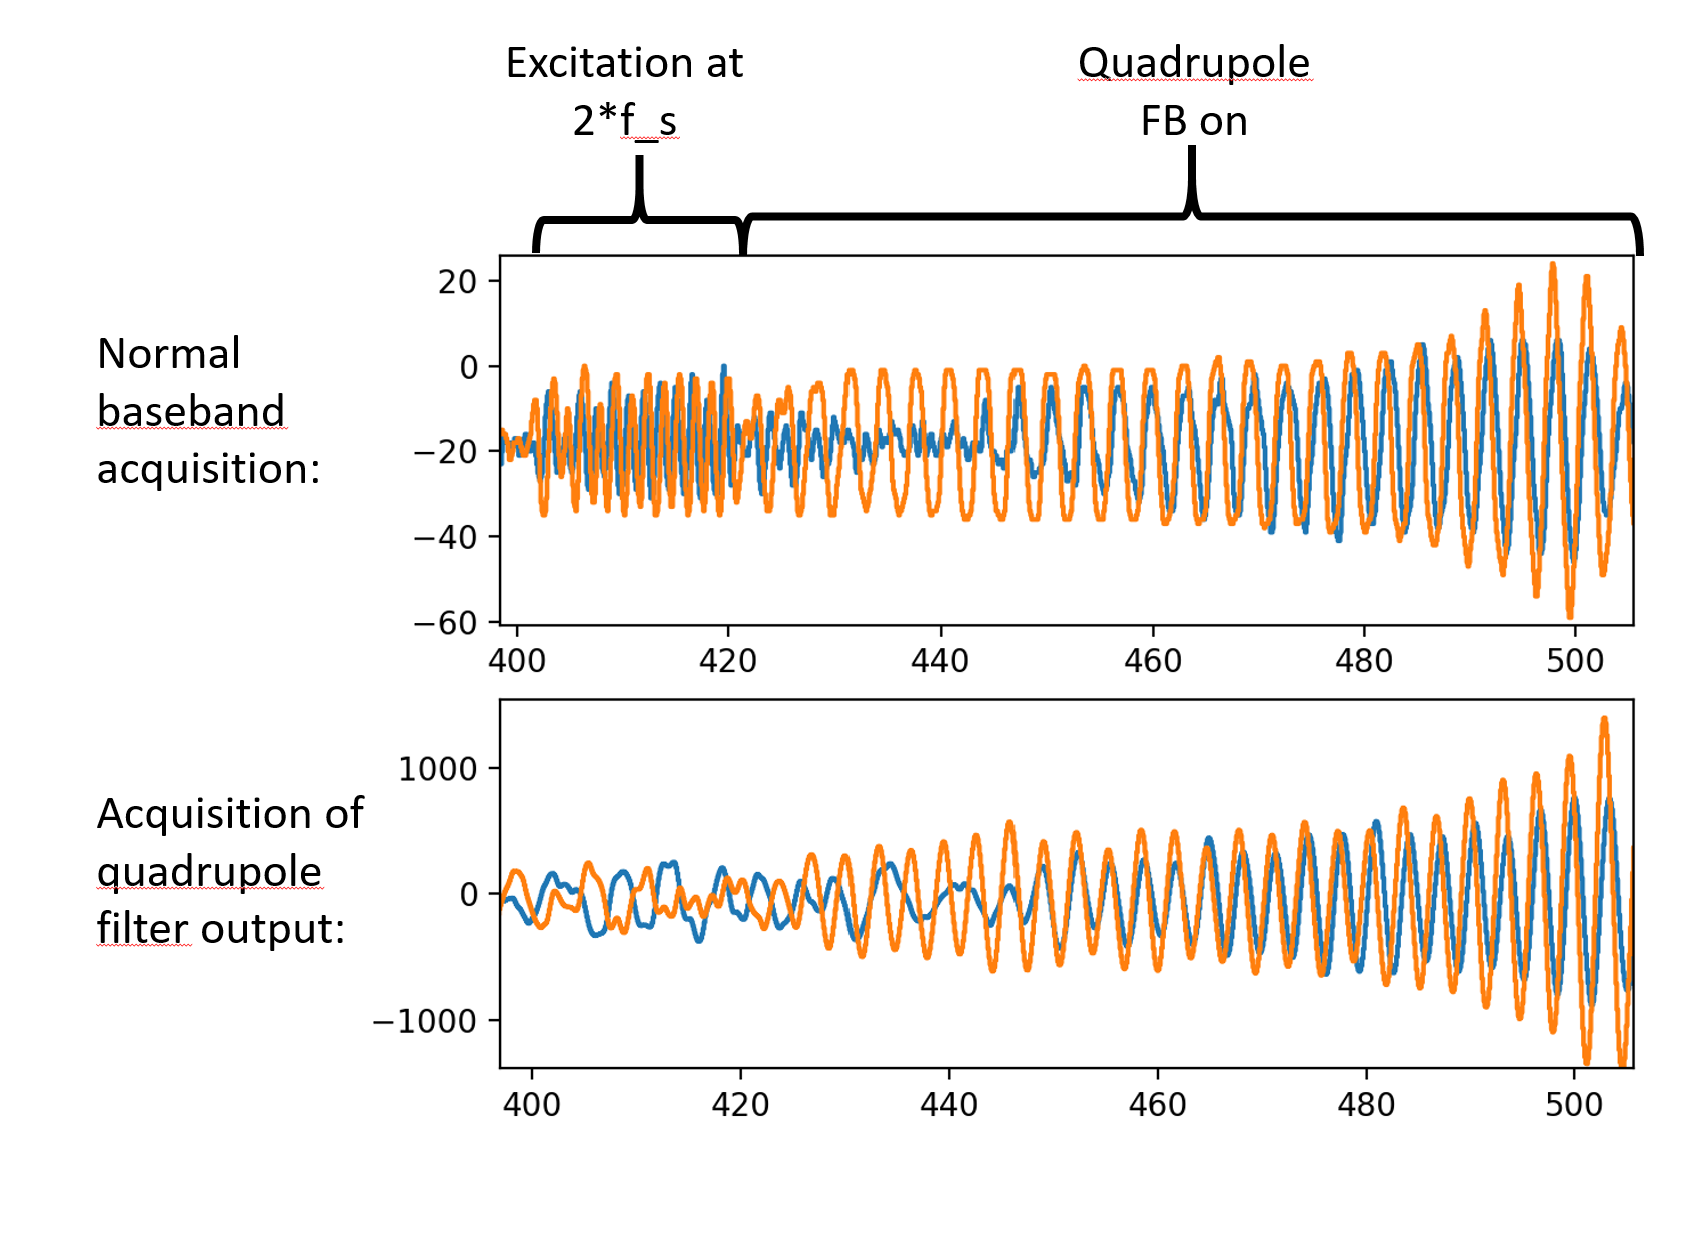 Excitation at
2*f_s
Quadrupole
FB on
Normal
baseband
acquisition:
20
0
−20
−40
−60
400 420 440 460 480 500
Acquisition of
quadrupole
filter output:
1000
0
−1000
400 420 440 460 480 500